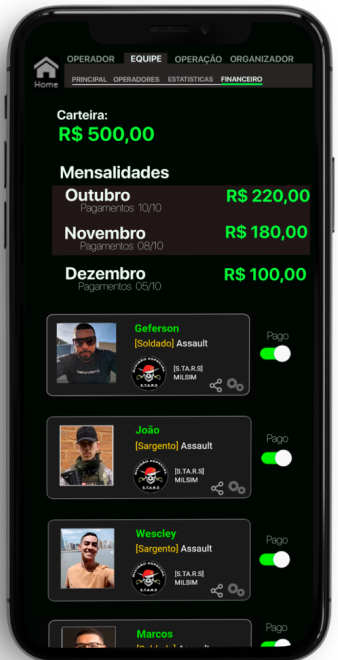 OPERADOR EQUIPE OPERAÇÃO ORGANIZADOR
Home
PRINCIPAL OPERADORES ESTATISTICAS FINANCEIRO
Carteira:
R$ 500,00
Mensalidades
Outubro R$ 220,00
Pagamentos 10/10
Novembro R$ 180,00
Pagamentos 08/10
Dezembro R$ 100,00
Pagamentos 05/10
Geferson
[Soldado] Assault
Pago
[S.T.A.R.S]
MILSIM
S.T.A.R.S
João
[Sargento] Assault
Pago
[S.T.A.R.S]
MILSIM
S.T.A.R.S
Wescley
[Sargento] Assault
Pago
[S.T.A.R.S]
MILSIM
S.T.A.R.S
Marcos
Pago